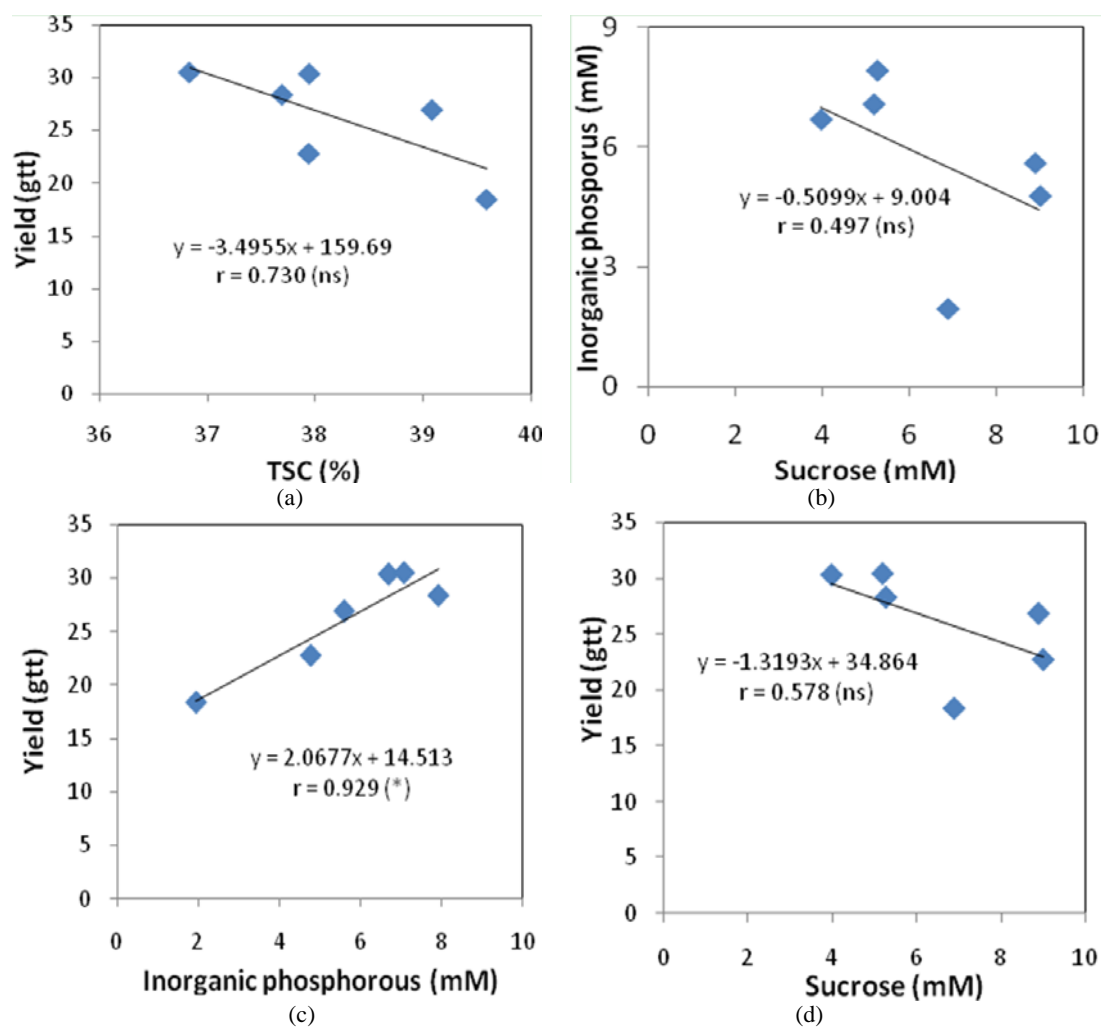 35
30
25
20
15
10
5
0
Yield (gtt)
y = -3.4955x + 159.69
r = 0.730 (ns)
36 37 38 39 40
TSC (%)
(a)
9
6
3
0
Inorganic phosporus (mM)
y = -0.5099x + 9.004
r = 0.497 (ns)
0 2 4 6 8 10
Sucrose (mM)
(b)
35
30
25
20
15
10
5
0
Yield (gtt)
y = 2.0677x + 14.513
r = 0.929 (*)
0 2 4 6 8 10
Inorganic phosphorous (mM)
(c)
35
30
25
20
15
10
5
0
Yield (gtt)
y = -1.3193x + 34.864
r = 0.578 (ns)
0 2 4 6 8 10
Sucrose (mM)
(d)